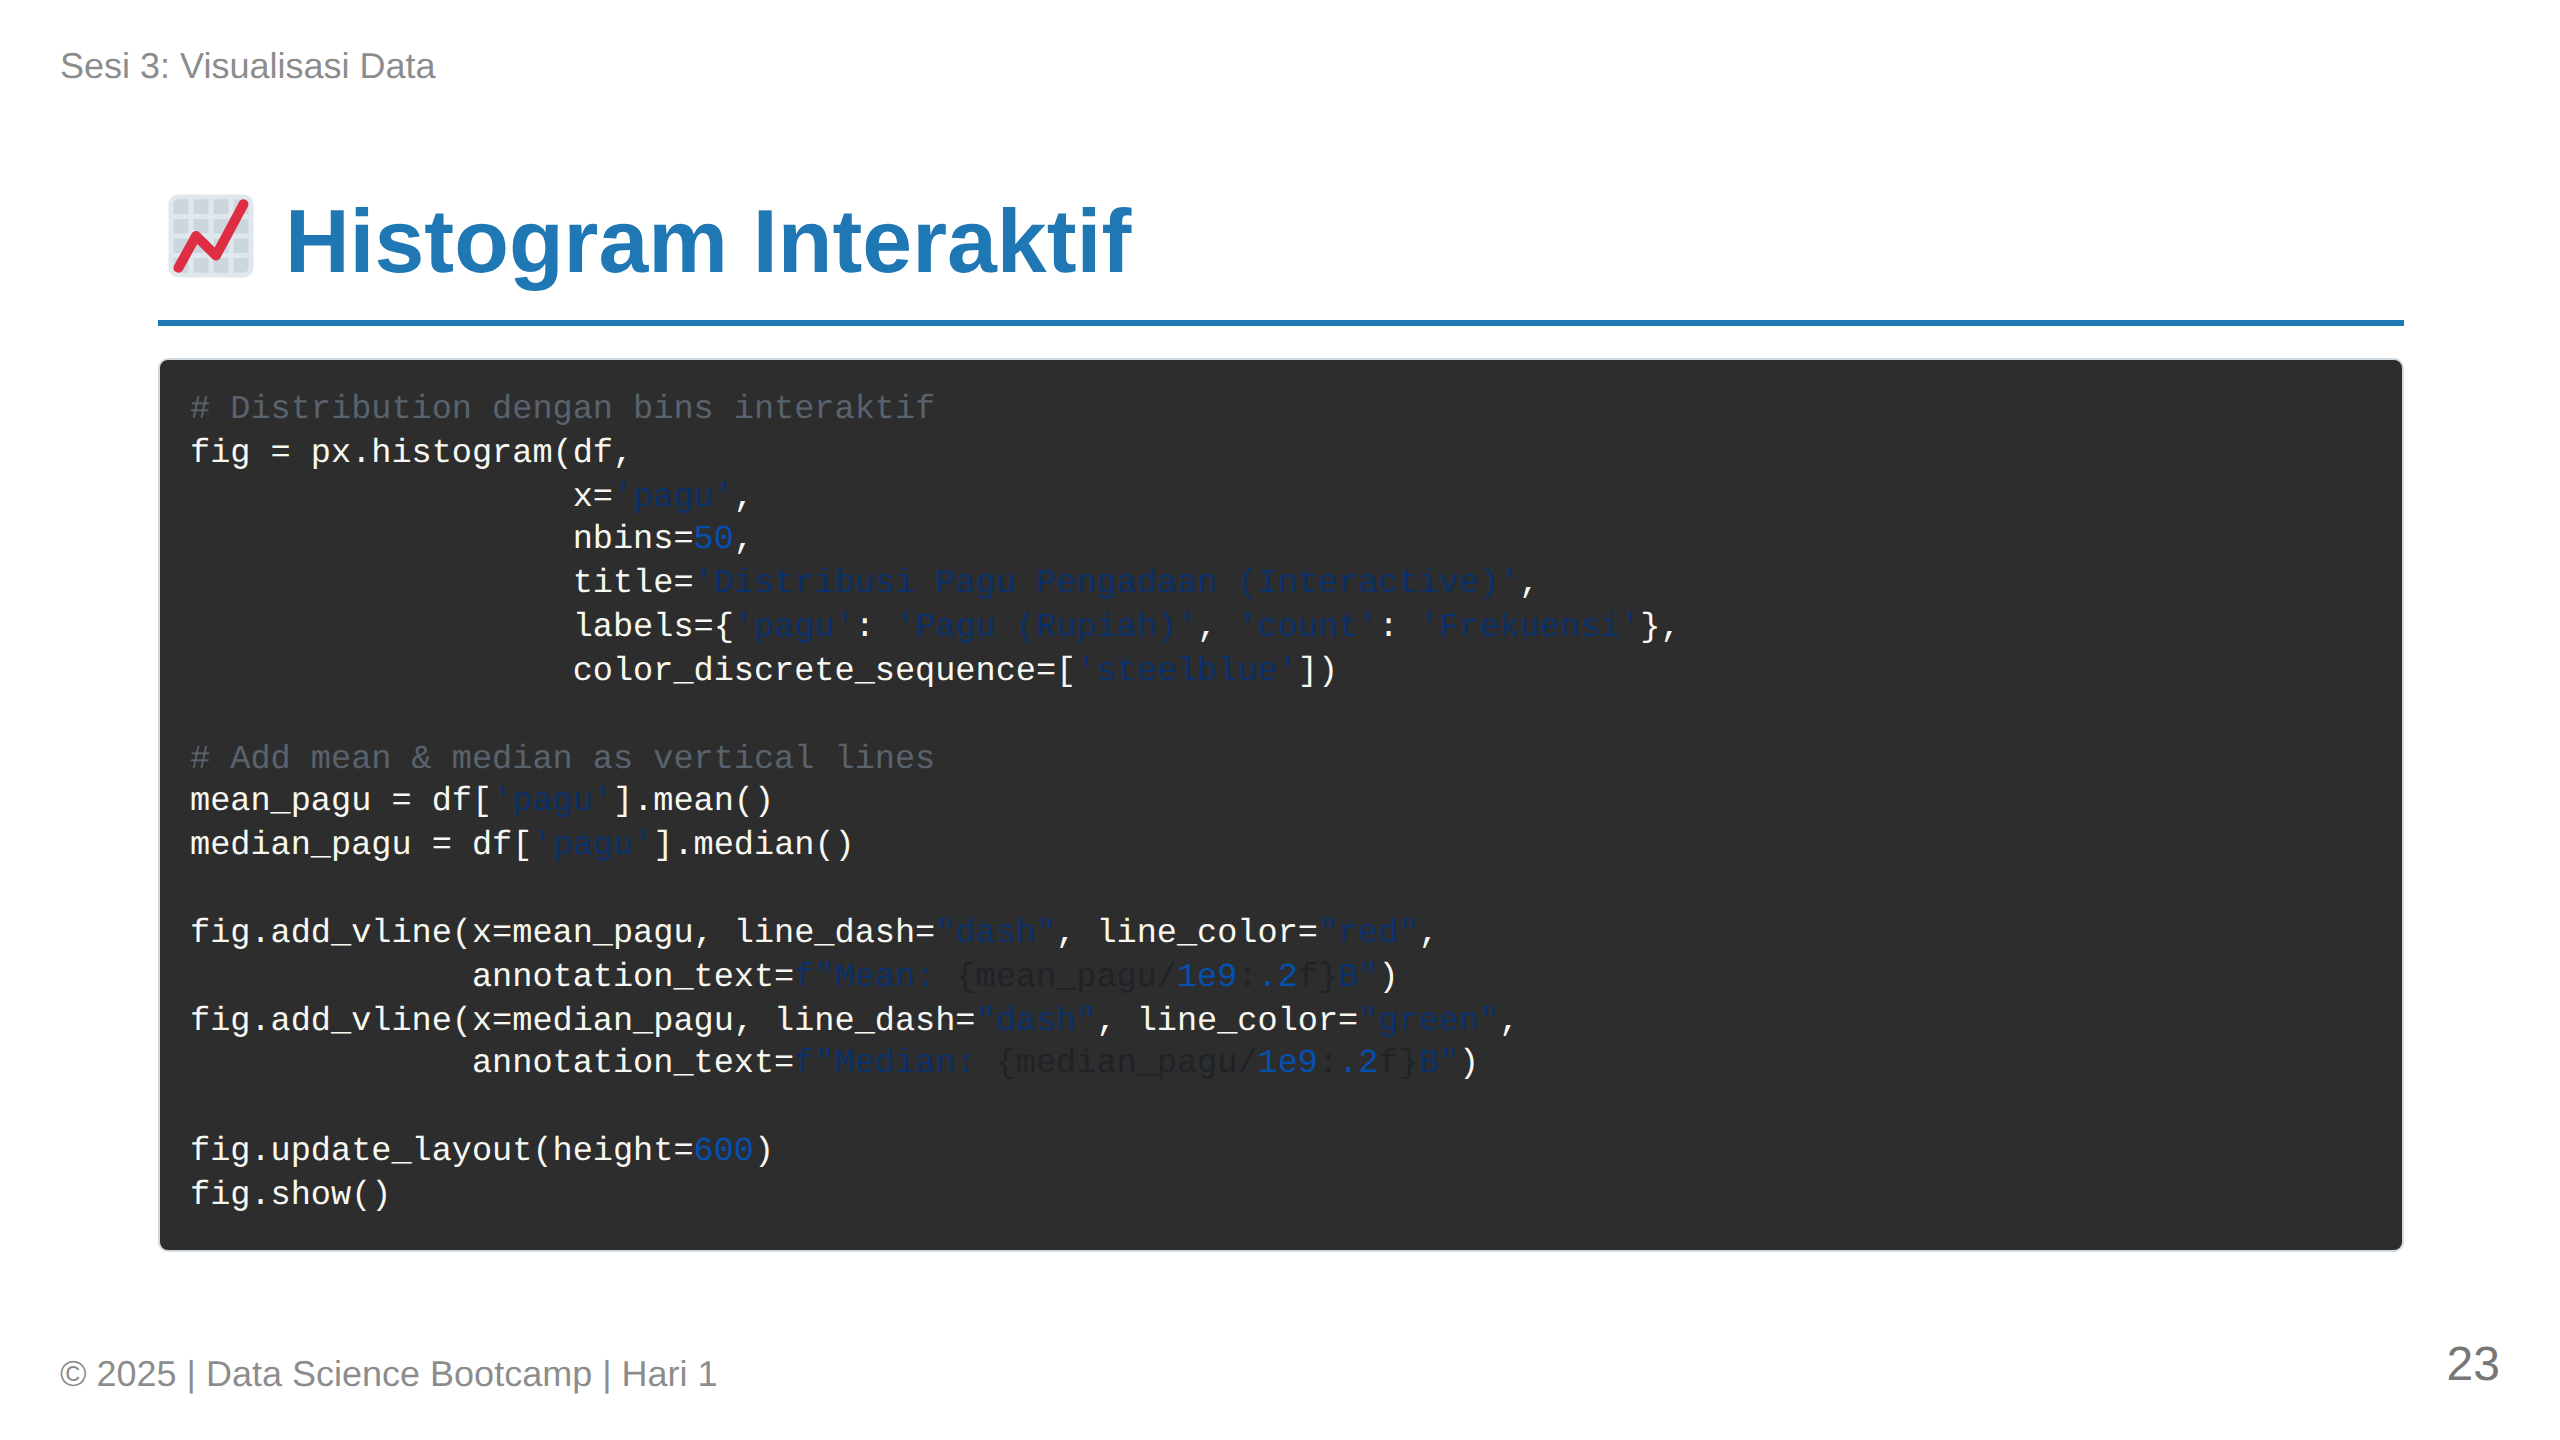 Sesi 3: Visualisasi Data
📈 Histogram Interaktif
# Distribution dengan bins interaktif
fig = px.histogram(df,
                   x='pagu',
                   nbins=50,
                   title='Distribusi Pagu Pengadaan (Interactive)',
                   labels={'pagu': 'Pagu (Rupiah)', 'count': 'Frekuensi'},
                   color_discrete_sequence=['steelblue'])
# Add mean & median as vertical lines
mean_pagu = df['pagu'].mean()
median_pagu = df['pagu'].median()
fig.add_vline(x=mean_pagu, line_dash="dash", line_color="red",
              annotation_text=f"Mean: {mean_pagu/1e9:.2f}B")
fig.add_vline(x=median_pagu, line_dash="dash", line_color="green",
              annotation_text=f"Median: {median_pagu/1e9:.2f}B")
fig.update_layout(height=600)
fig.show()
© 2025 | Data Science Bootcamp | Hari 1
23